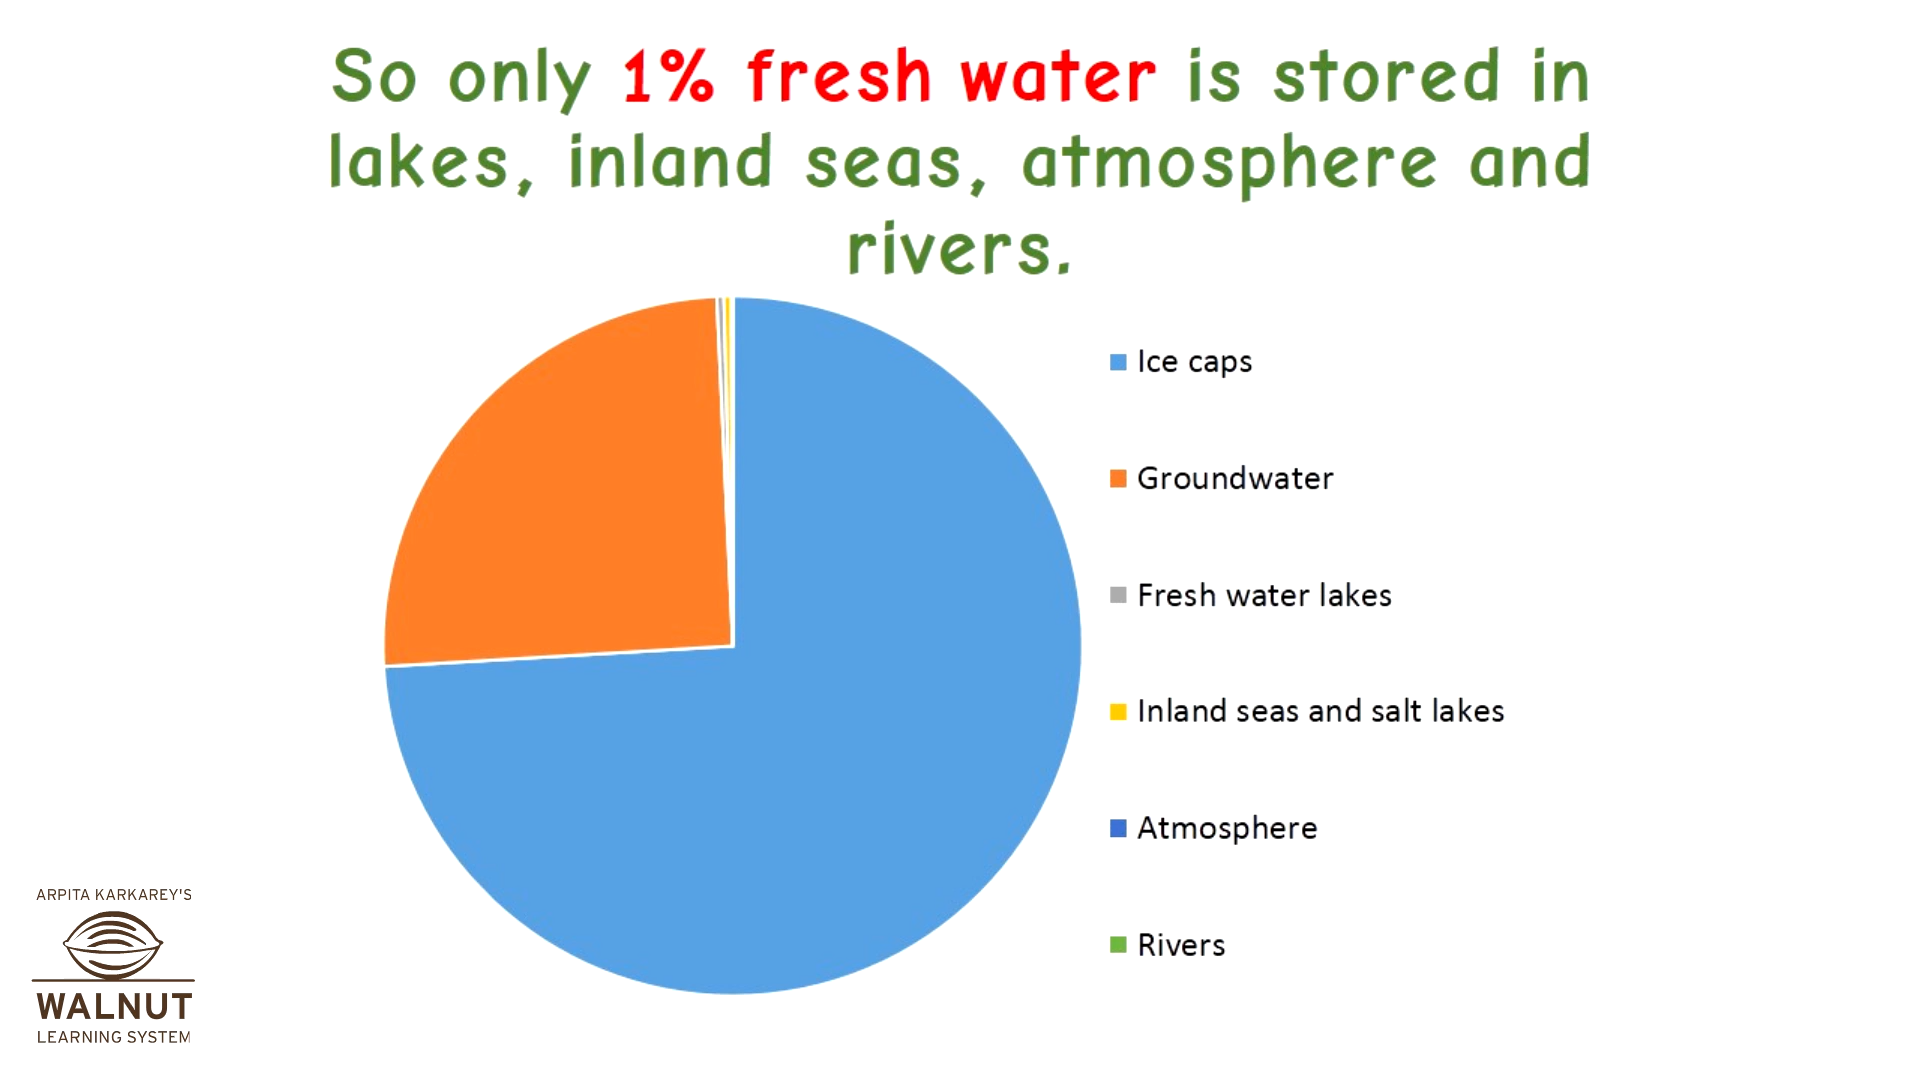 So only 1% fresh water is stored in
lakes, inland seas, atmosphere and
rivers.
Ice caps
Groundwater
Fresh water lakes
Inland seas and salt lakes
Atmosphere
Rivers
ARPITA KARKAREY'S
WALNUT
LEARNING SYSTEM